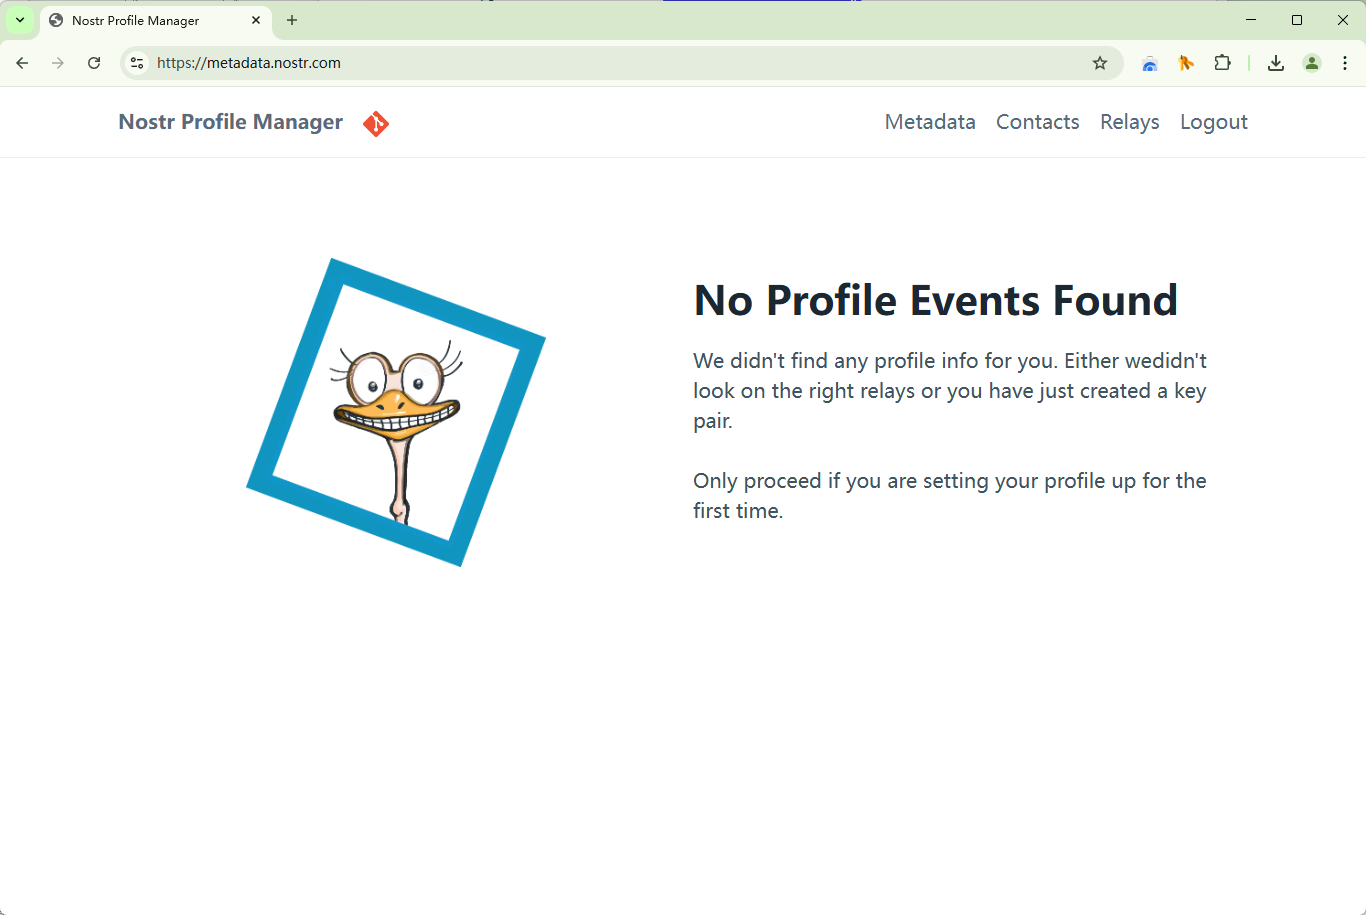 Nostr Profile Manager
https://metadata.nostr.com
Nostr Profile Manager
Metadata Contacts Relays Logout
No Profile Events Found
We didn't find any profile info for you. Either wedidn't
look on the right relays or you have just created a key
pair.
Only proceed if you are setting your profile up for the
first time.